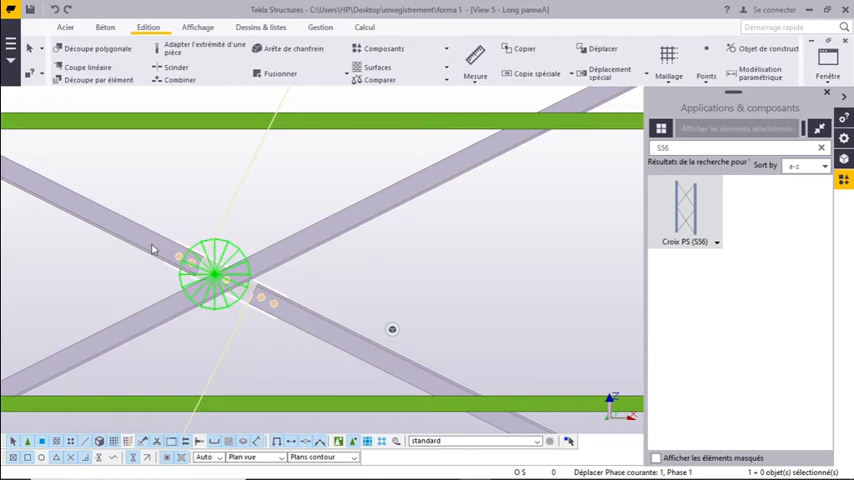 Tekla Structures - C:\Users\HP\Desktop\enregistrement\forma 1 - [View 5 - Long panneA]
Se connecter
Acier Béton Edition Affichage Dessins & listes Gestion Calcul
Recherche rapide
Découpe polygonale
Coupe linéaire
Découpe par élément
Adapter l'extrémité d'une pièce
Scinder
Combiner
Arête de chanfrein
Fusionner
Composants
Surfaces
Comparer
Mesure
Copier
Copie spéciale
Déplacer
Déplacement spécial
Maillage
Points
Objet de construct
Modélisation paramétrique
Fenêtre
Applications & composants
Afficher les éléments sélectionnés
S56
Résultats de la recherche pour ' Sort by a-z
Croix PS (S56)
Z
Afficher les éléments masqués
standard
Auto Plan vue Plans contour
O S 0 Déplacer Phase courante: 1, Phase 1 1 + 0 objet(s) sélectionné(s)